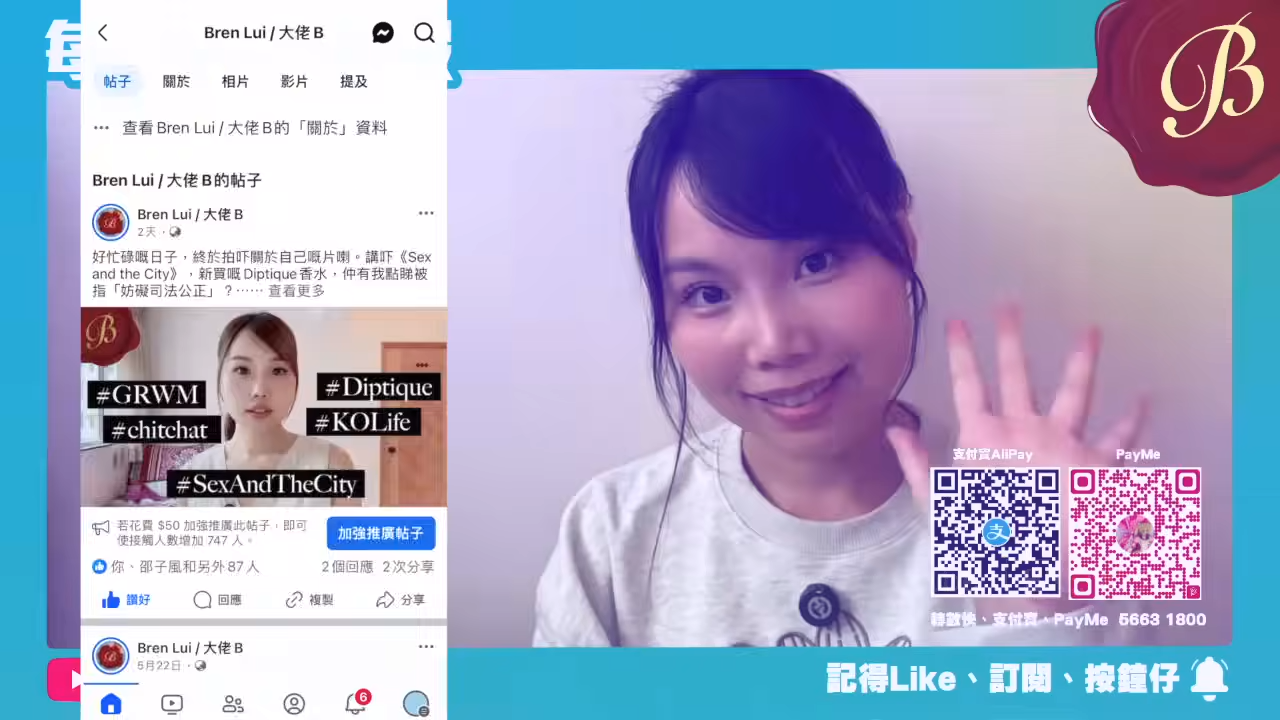 每
Bren Lui / 大佬 B
帖子 關於 相片 影片 提及
查看 Bren Lui / 大佬 B 的「關於」資料
Bren Lui / 大佬 B 的帖子
Bren Lui / 大佬 B
2天
好忙碌嘅日子，終於拍吓關於自己嘅片喇。講吓《Sex
and the City》，新買嘅 Diptique 香水，仲有我點睇被
指「妨礙司法公正」？⋯⋯ 查看更多
B
#GRWM
#Diptique
#chitchat
#KOLife
#SexAndTheCity
若花費 $50 加強推廣此帖子，即可
使接觸人數增加 747 人。
加強推廣帖子
你、邵子風和另外 87 人
2個回應 2次分享
讚好 回應 複製 分享
Bren Lui / 大佬 B
5月22日
6
B
支付宝AliPay
PayMe
支
轉數快、支付寶、PayMe 5663 1800
記得Like、訂閱、按鐘仔